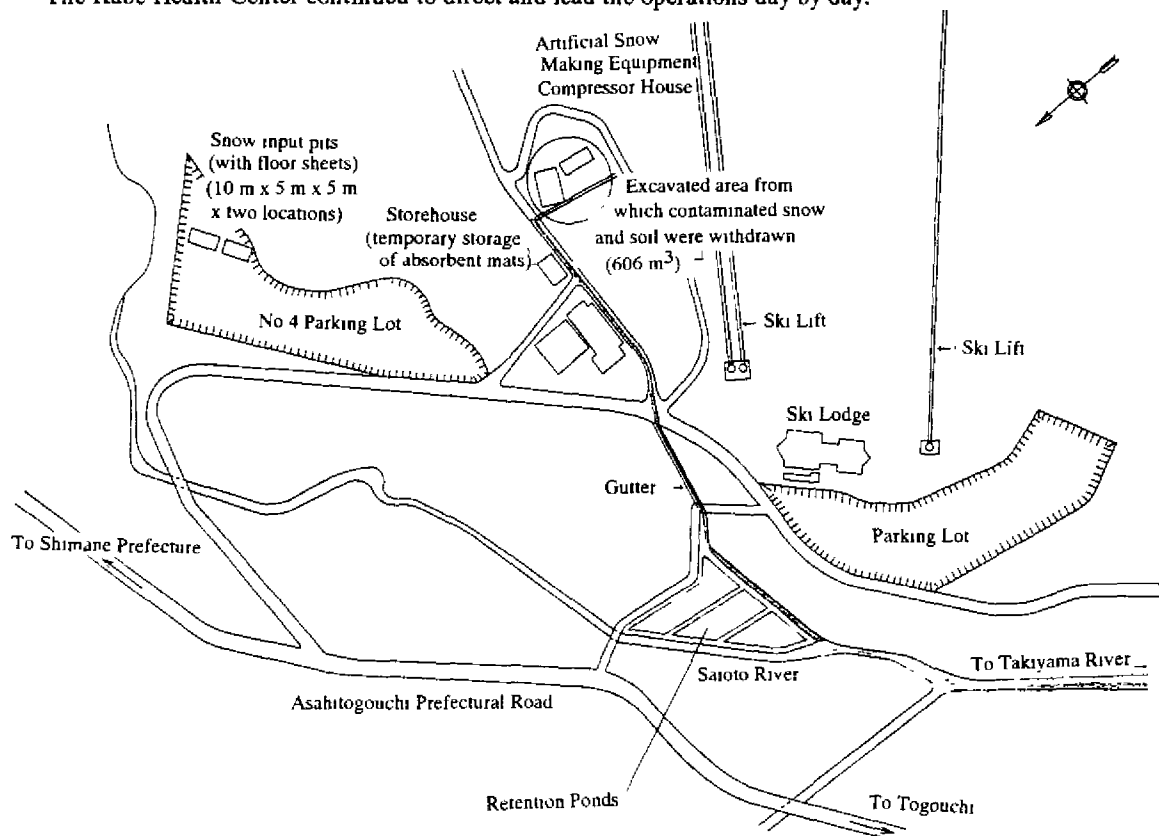 The Kabe Health Center continued to direct and lead the operations day by day.
Artificial Snow
Making Equipment
Compressor House
Snow input pits
(with floor sheets)
(10 m x 5 m x 5 m
x two locations)
Storehouse
(temporary storage
of absorbent mats)
Excavated area from
which contaminated snow
and soil were withdrawn
(606 m³)
No 4 Parking Lot
Ski Lift
Ski Lift
Ski Lodge
Gutter
Parking Lot
To Shimane Prefecture
Saioto River
To Takiyama River
Asahitogouchi Prefectural Road
Retention Ponds
To Togouchi